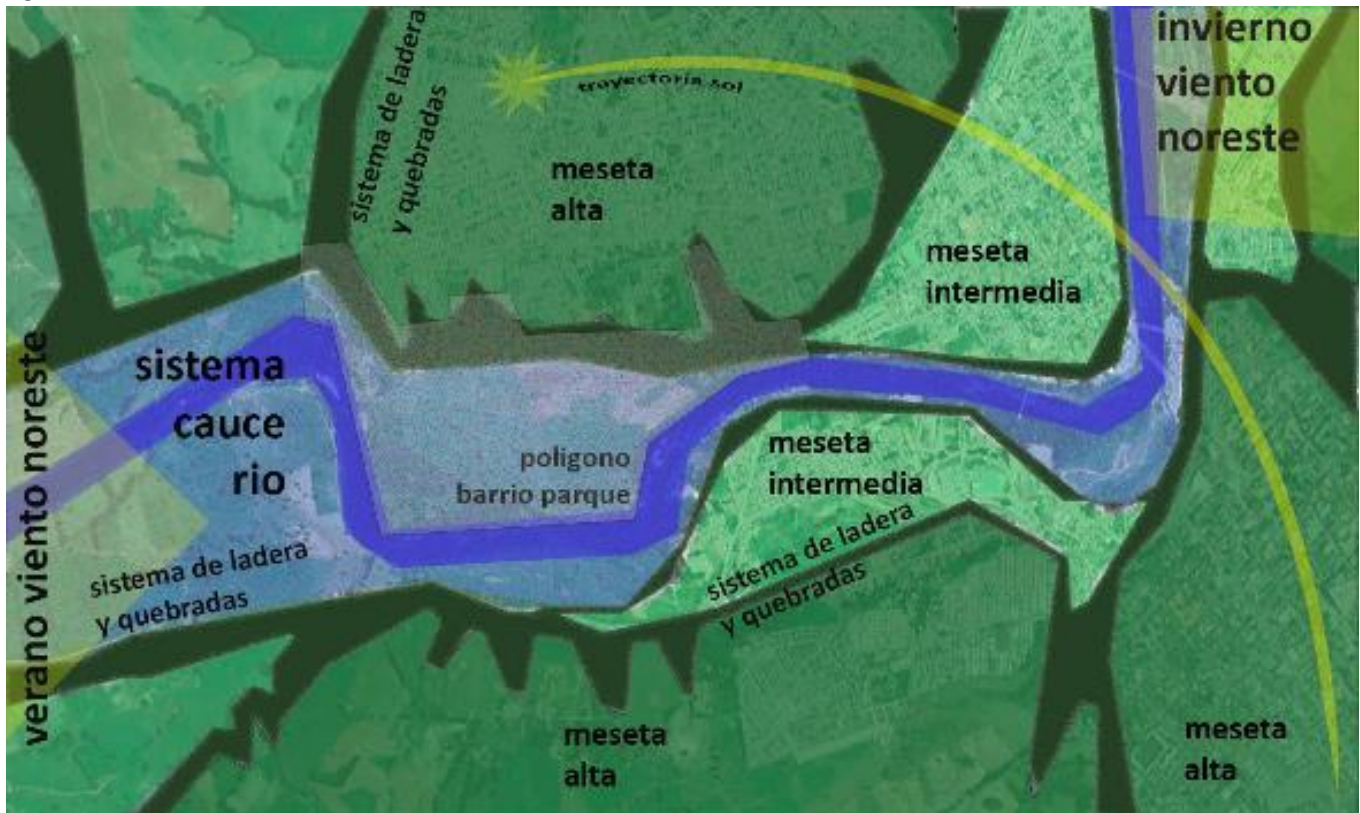 sistema de ladera
y quebradas
trayectoria sol
invierno
viento
noreste
meseta
alta
meseta
intermedia
verano viento noreste
sistema
cauce
rio
poligono
barrio parque
meseta
intermedia
sistema de ladera
y quebradas
sistema de ladera
y quebradas
meseta
alta
meseta
alta